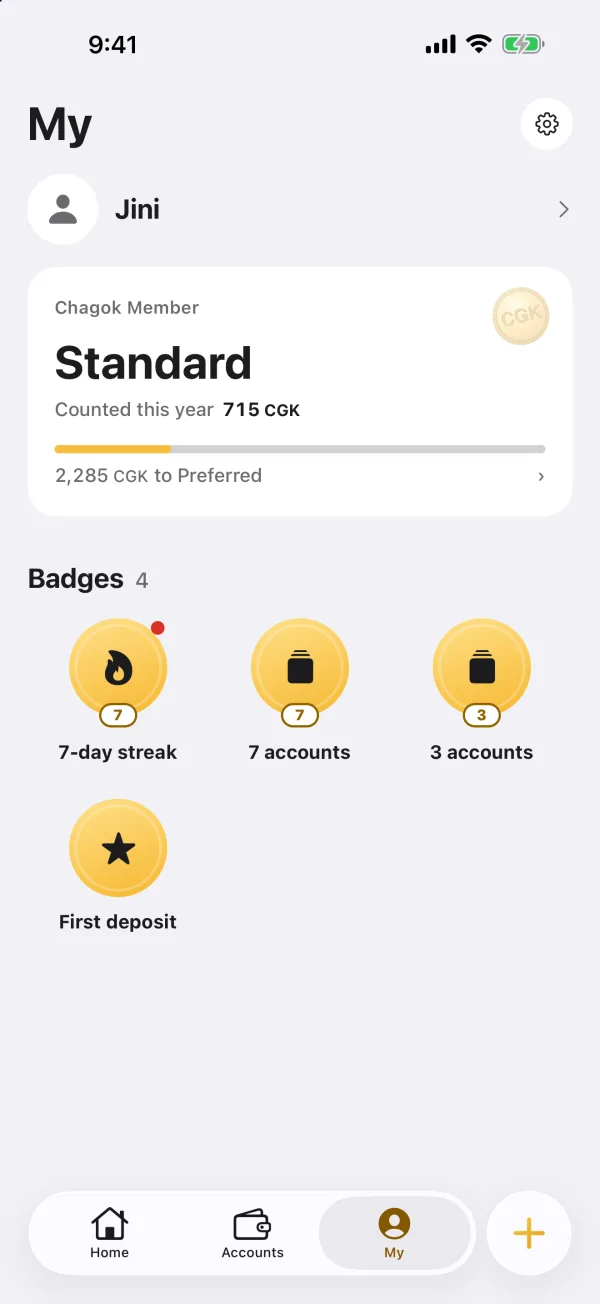 9:41
My
Jini
Chagok Member
CGK
Standard
Counted this year 715 CGK
2,285 CGK to Preferred
Badges 4
7
7
3
7-day streak
7 accounts
3 accounts
First deposit
Home
Accounts
My